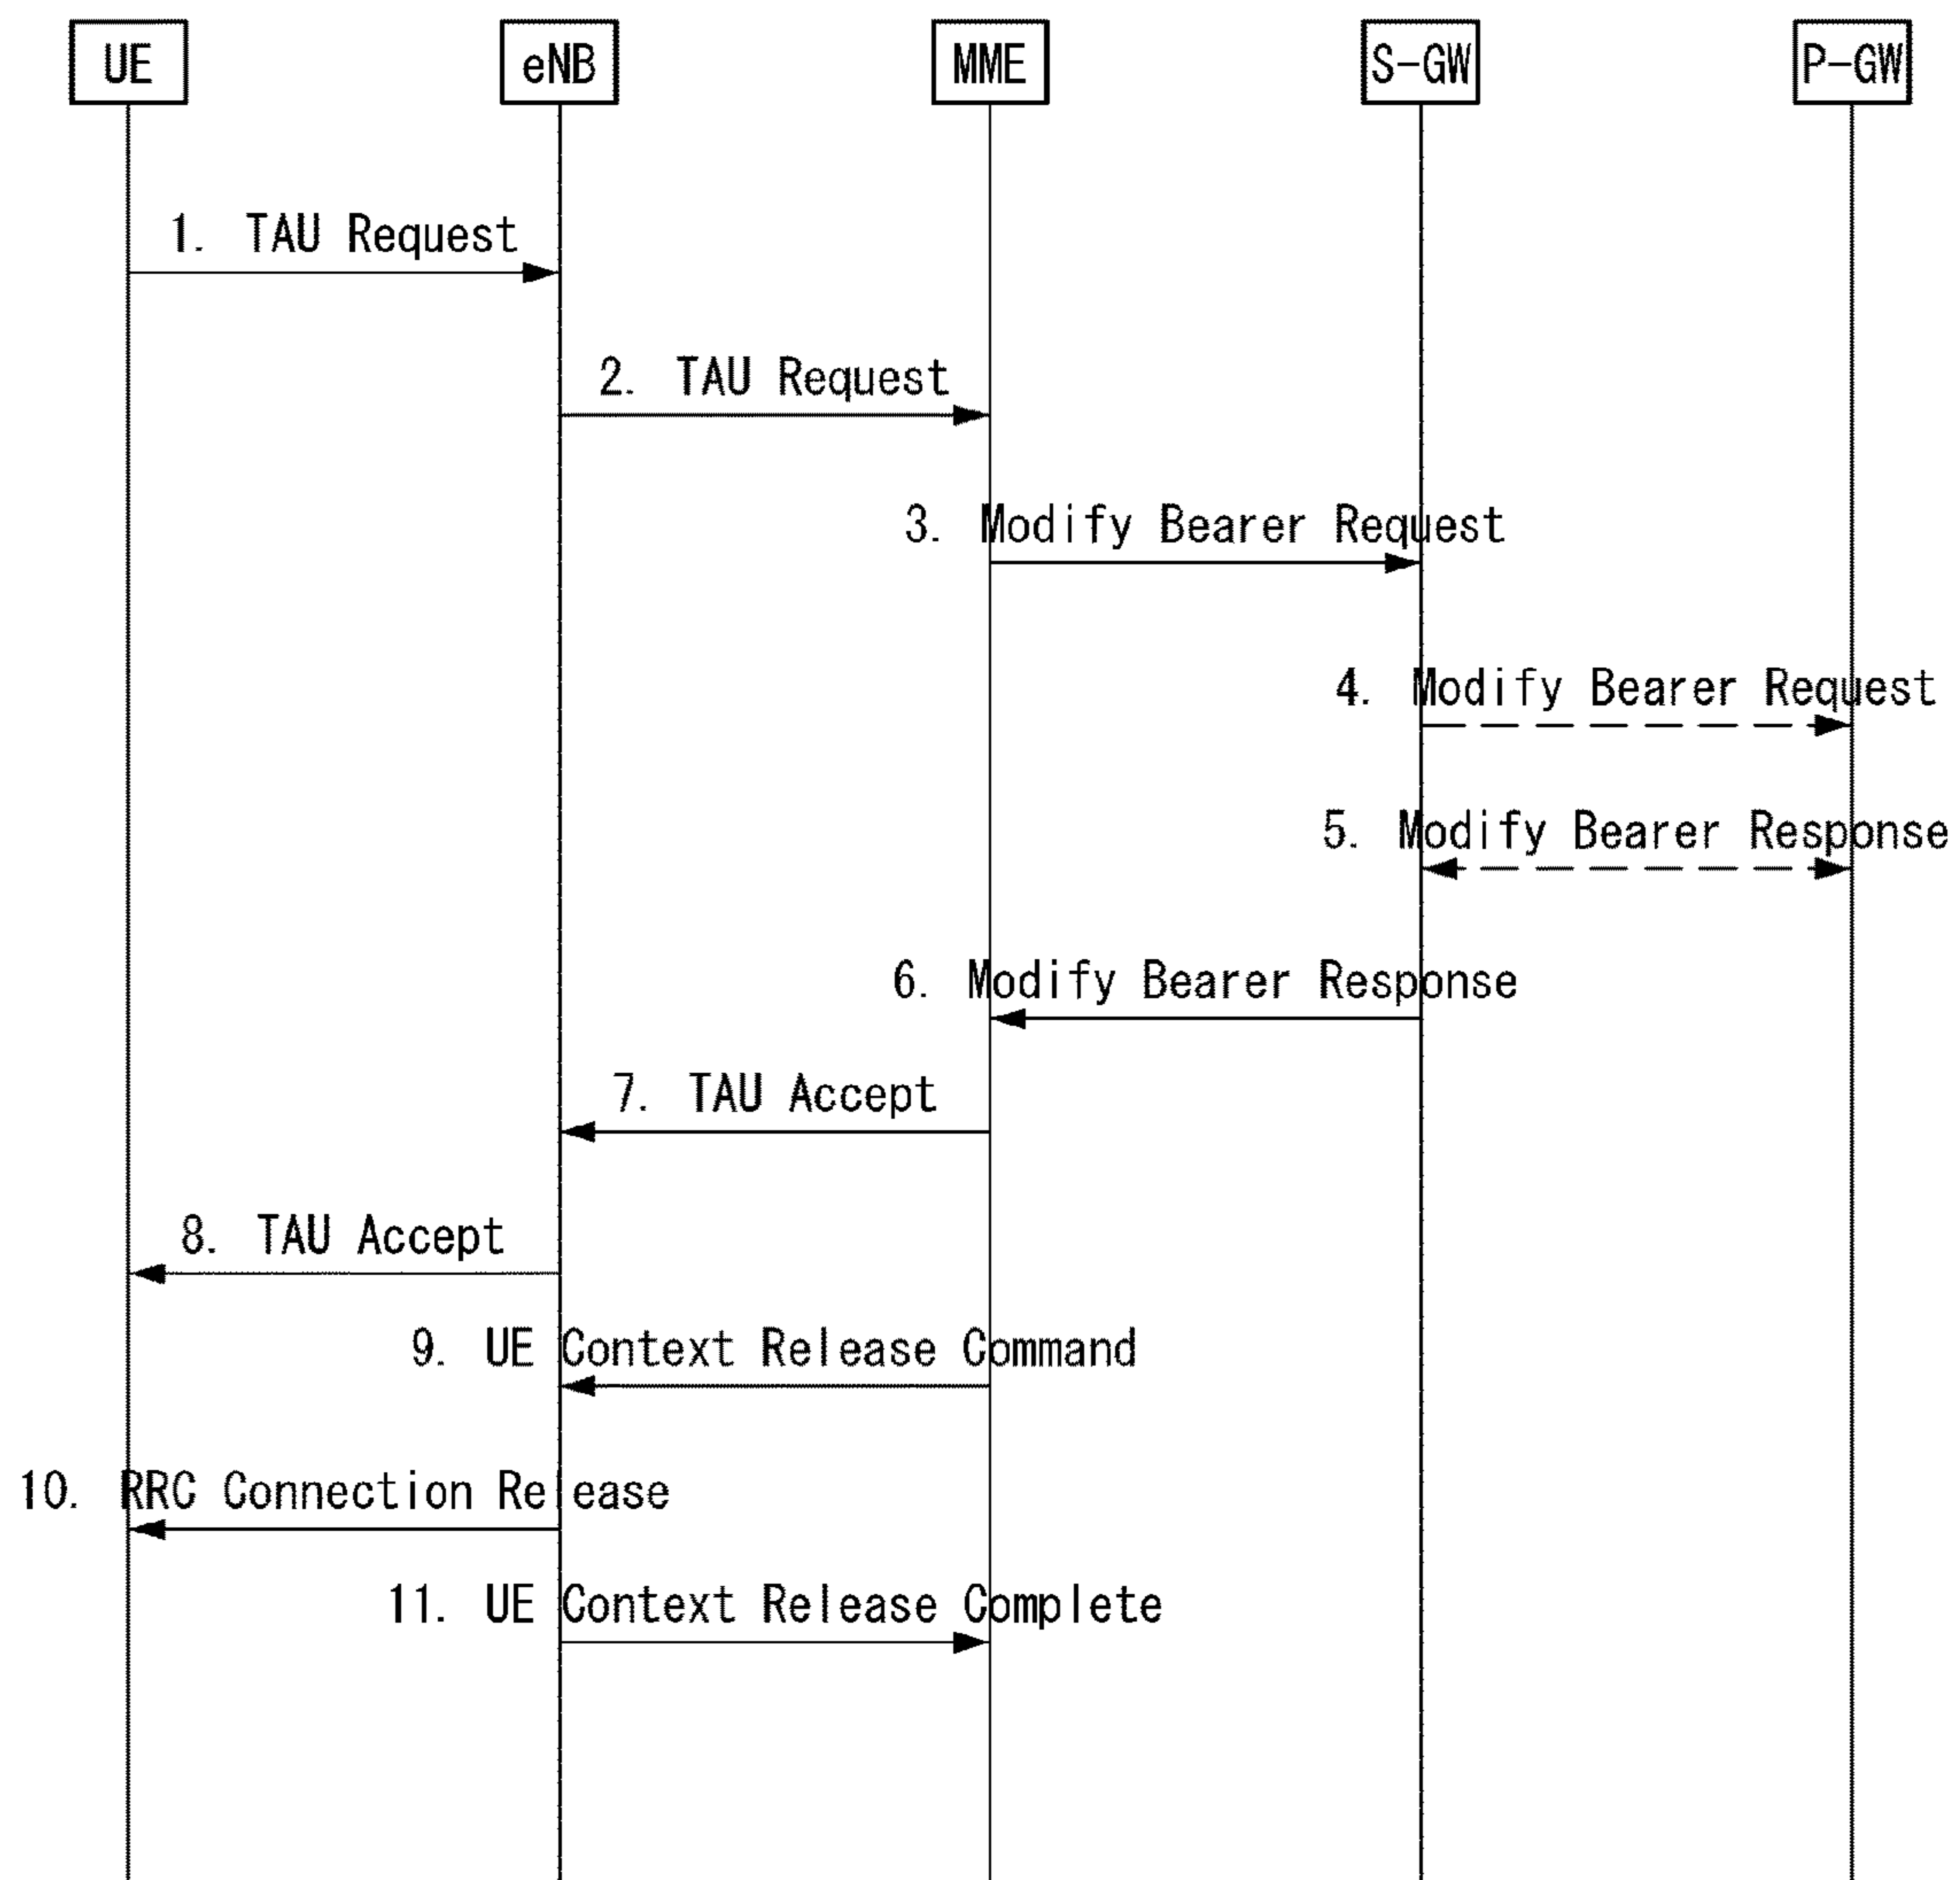 UE
eNB
MME
S-GW
P-GW
1. TAU Request
2. TAU Request
3. Modify Bearer Request
4. Modify Bearer Request
5. Modify Bearer Response
6. Modify Bearer Response
7. TAU Accept
8. TAU Accept
9. UE Context Release Command
10. RRC Connection Release
11. UE Context Release Complete